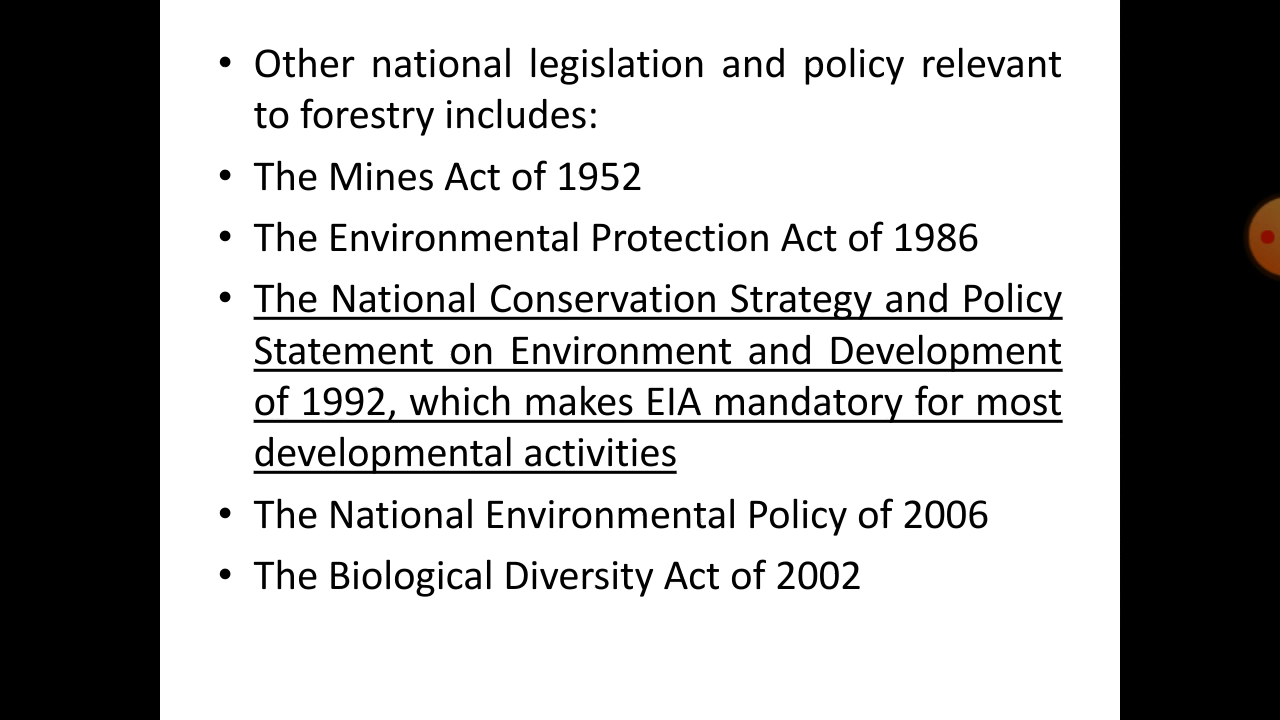 • Other national legislation and policy relevant
to forestry includes:
• The Mines Act of 1952
• The Environmental Protection Act of 1986
• The National Conservation Strategy and Policy
Statement on Environment and Development
of 1992, which makes EIA mandatory for most
developmental activities
• The National Environmental Policy of 2006
• The Biological Diversity Act of 2002